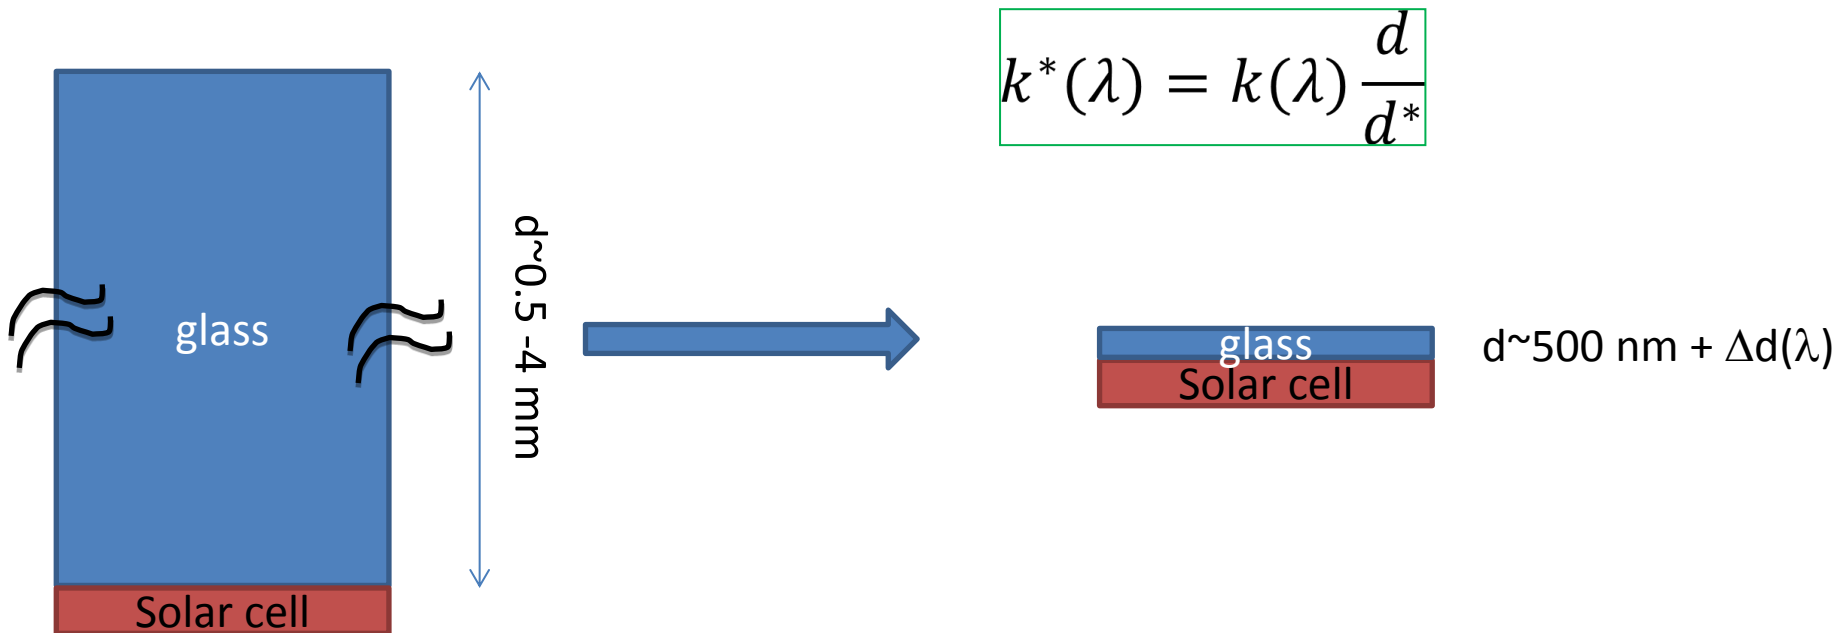 k*(λ) = k(λ) d/d*
glass
d~0.5 -4 mm
Solar cell
glass
Solar cell
d~500 nm + Δd(λ)